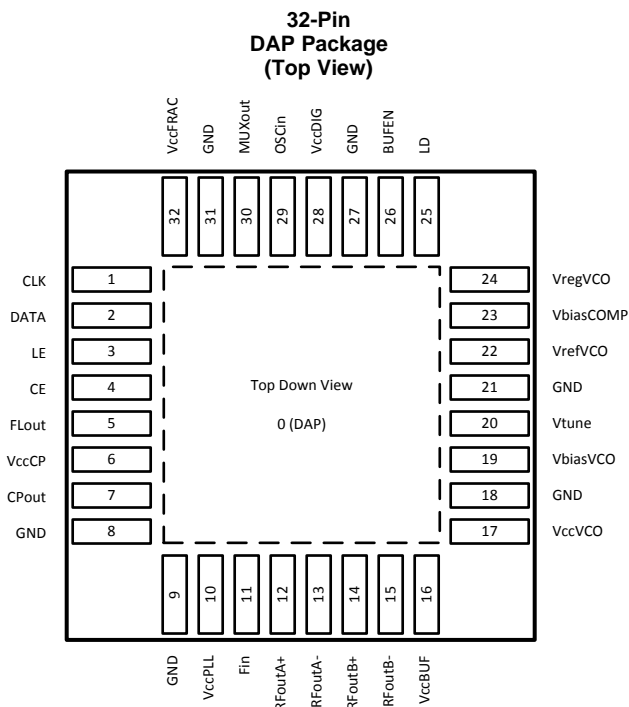 32-Pin
DAP Package
(Top View)
VccFRAC
GND
MUXout
OSCin
VccDIG
GND
BUFEN
LD
32
31
30
29
28
27
26
25
CLK 1
DATA 2
LE 3
CE 4
FLout 5
VccCP 6
CPout 7
GND 8
Top Down View
0 (DAP)
24 VregVCO
23 VbiasCOMP
22 VrefVCO
21 GND
20 Vtune
19 VbiasVCO
18 GND
17 VccVCO
9
10
11
12
13
14
15
16
GND
VccPLL
Fin
RFoutA+
RFoutA-
RFoutB+
RFoutB-
VccBUF